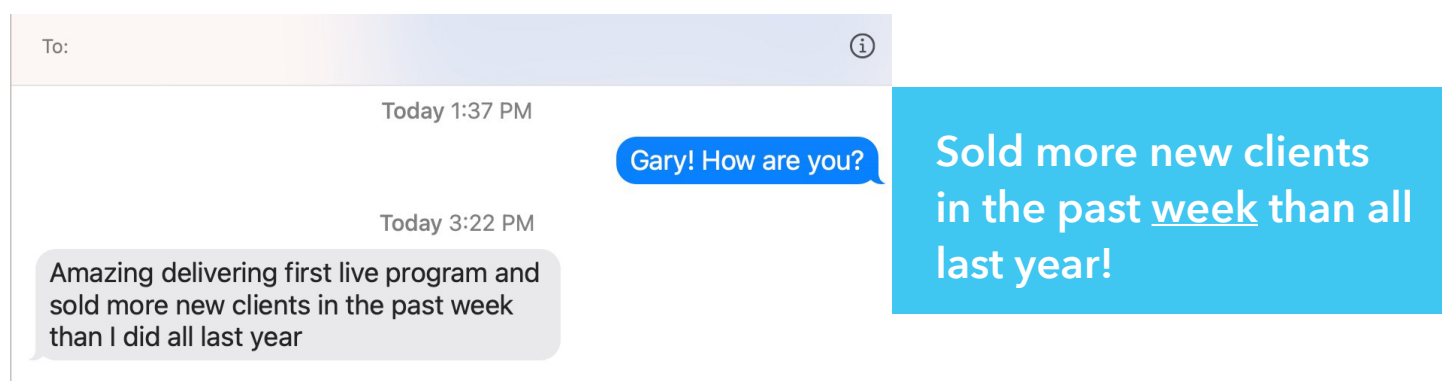 To:
Today 1:37 PM
Gary! How are you?
Today 3:22 PM
Amazing delivering first live program and
sold more new clients in the past week
than I did all last year
Sold more new clients
in the past week than all
last year!